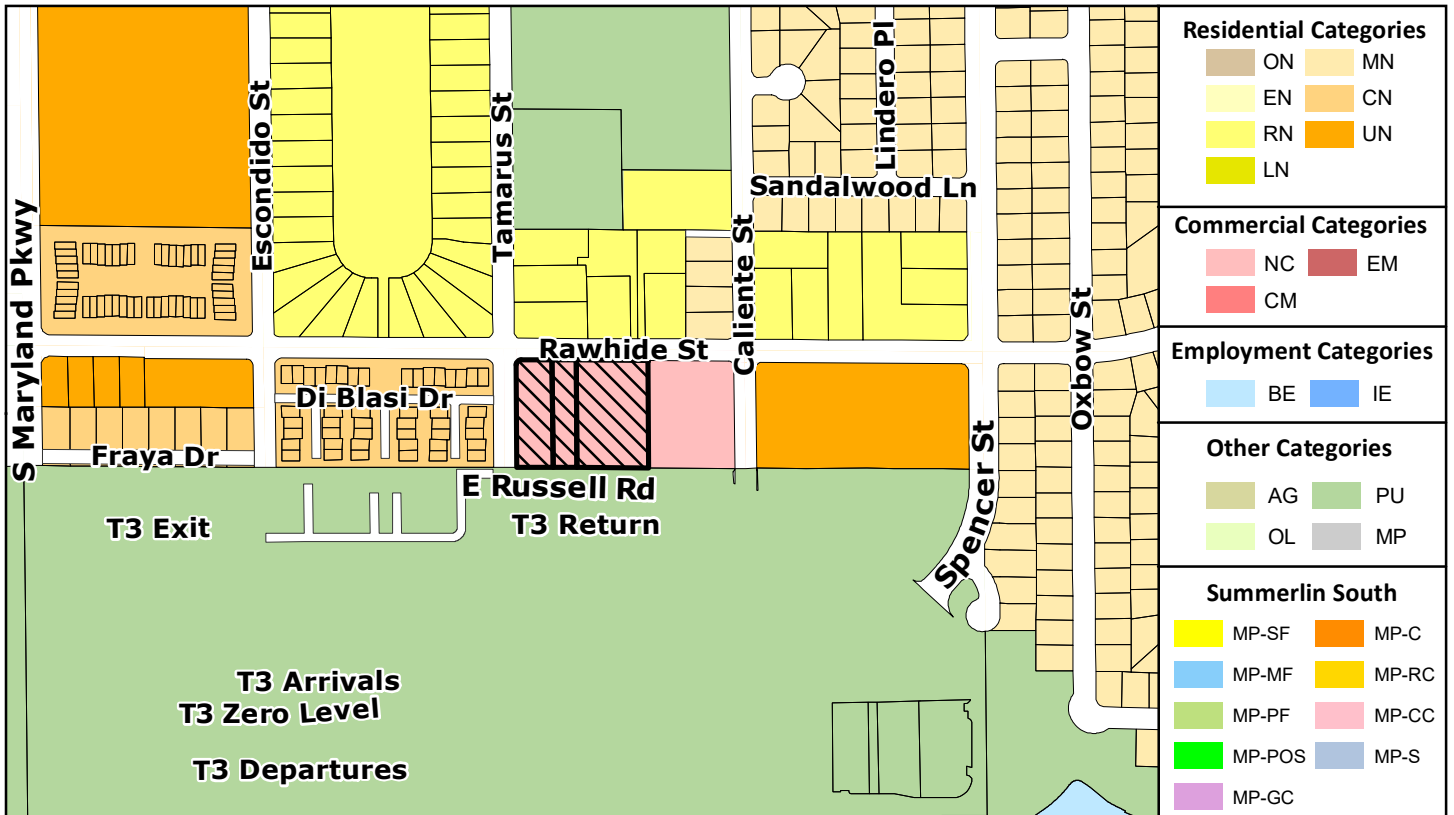 Lindero Pl
Escondido St
Tamarus St
Sandalwood Ln
S Maryland Pkwy
Caliente St
Oxbow St
Rawhide St
Di Blasi Dr
Fraya Dr
E Russell Rd
Spencer St
T3 Exit
T3 Return
T3 Arrivals
T3 Zero Level
T3 Departures
Residential Categories
ON MN
EN CN
RN UN
LN
Commercial Categories
NC EM
CM
Employment Categories
BE IE
Other Categories
AG PU
OL MP
Summerlin South
MP-SF MP-C
MP-MF MP-RC
MP-PF MP-CC
MP-POS MP-S
MP-GC